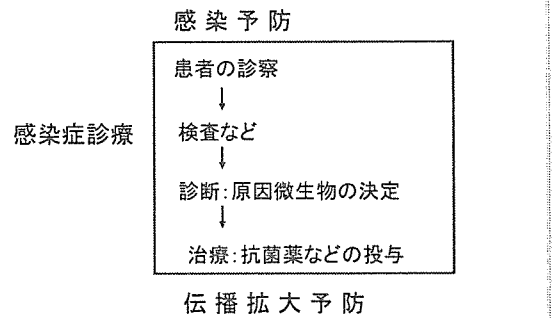 感染予防
患者の診察
↓
感染症診療
検査など
↓
診断:原因微生物の決定
↓
治療:抗菌薬などの投与
伝播拡大予防